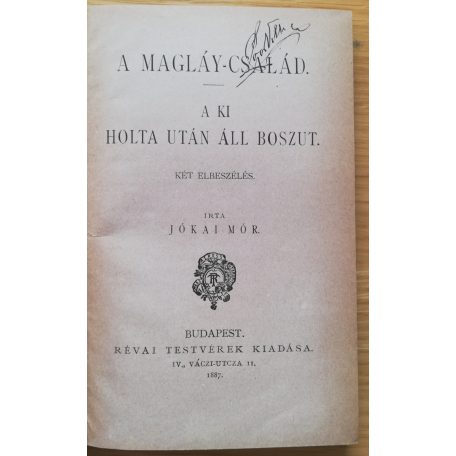 A MAGLÁY-CSALÁD.
A KI
HOLTA UTÁN ÁLL BOSZUT.
KÉT ELBESZÉLÉS.
IRTA
JÓKAI MÓR.
BUDAPEST.
RÉVAI TESTVÉREK KIADÁSA.
IV., VÁCZI-UTCZA 11.
1887.